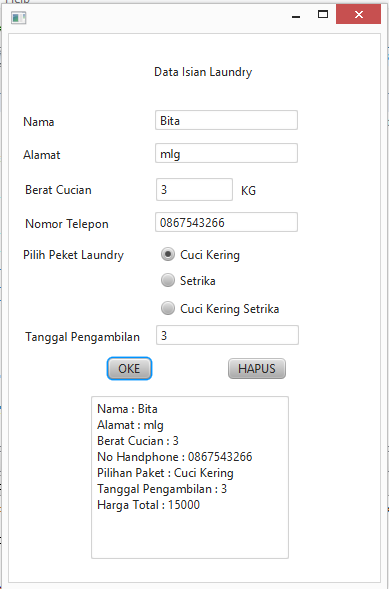 Help
Data Isian Laundry
Nama Bita
Alamat mlg
Berat Cucian 3 KG
Nomor Telepon 0867543266
Pilih Peket Laundry Cuci Kering
Setrika
Cuci Kering Setrika
Tanggal Pengambilan 3
OKE HAPUS
Nama : Bita
Alamat : mlg
Berat Cucian : 3
No Handphone : 0867543266
Pilihan Paket : Cuci Kering
Tanggal Pengambilan : 3
Harga Total : 15000